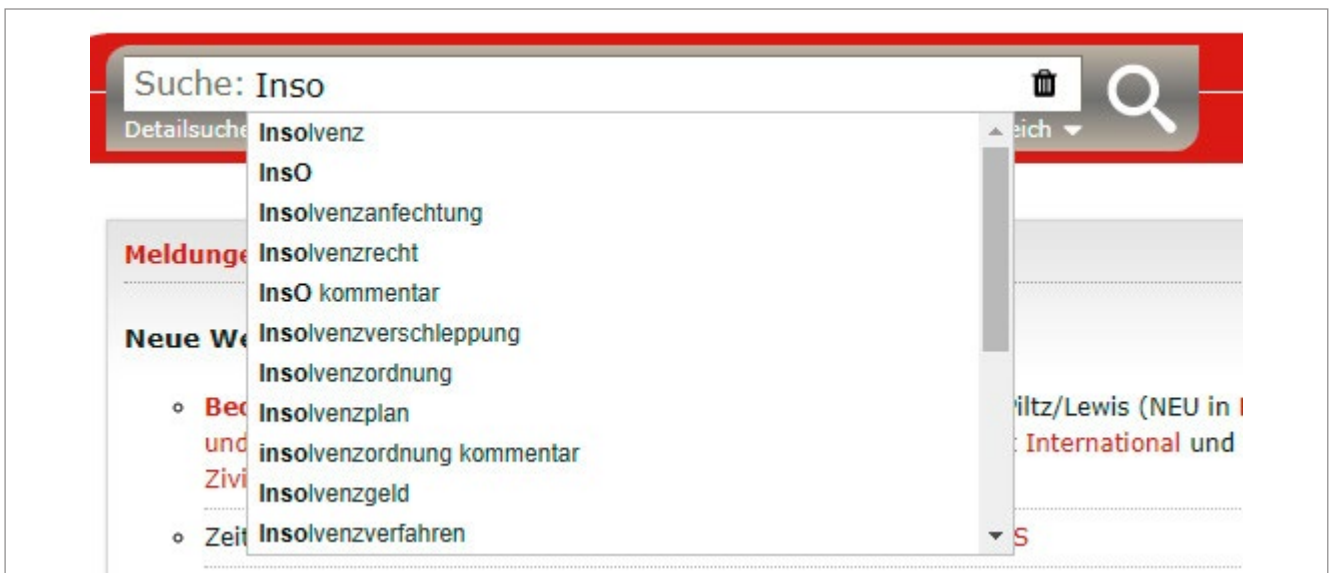 Suche: Inso
Detailsuche
eich
Insolvenz
InsO
Insolvenzanfechtung
Insolvenzrecht
InsO kommentar
Insolvenzverschleppung
Insolvenzordnung
Insolvenzplan
insolvenzordnung kommentar
Insolvenzgeld
Insolvenzverfahren
Meldunge
Neue We
Bec
iltz/Lewis (NEU in
und
International und
Zivi
Zeit
S